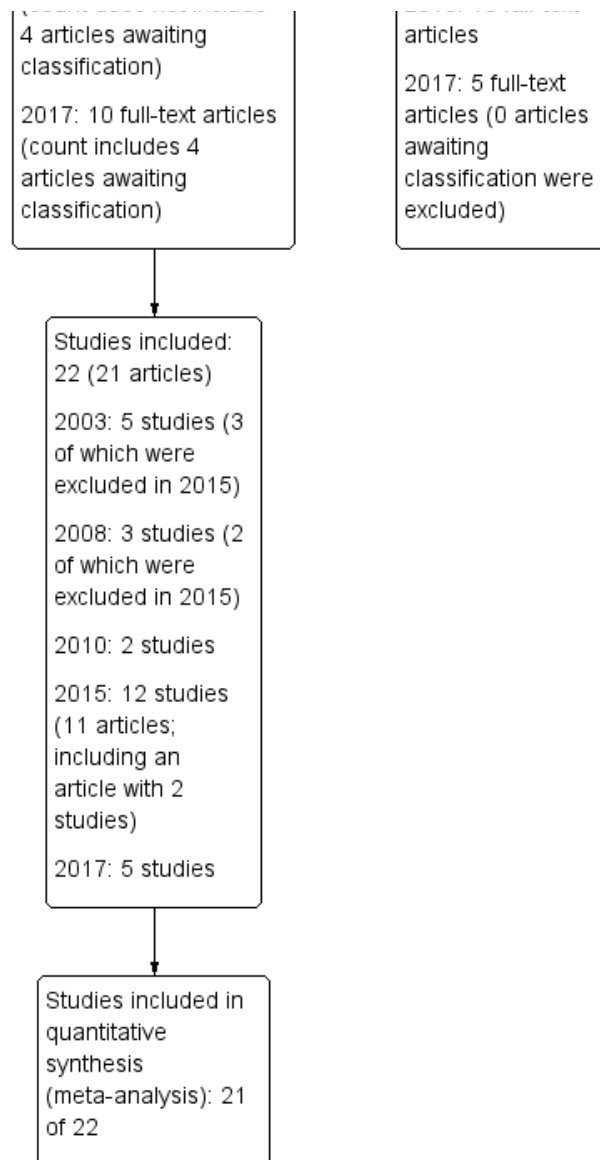 4 articles awaiting
classification)
2017: 10 full-text articles
(count includes 4
articles awaiting
classification)
articles
2017: 5 full-text
articles (0 articles
awaiting
classification were
excluded)
Studies included:
22 (21 articles)
2003: 5 studies (3
of which were
excluded in 2015)
2008: 3 studies (2
of which were
excluded in 2015)
2010: 2 studies
2015: 12 studies
(11 articles;
including an
article with 2
studies)
2017: 5 studies
Studies included in
quantitative
synthesis
(meta-analysis): 21
of 22